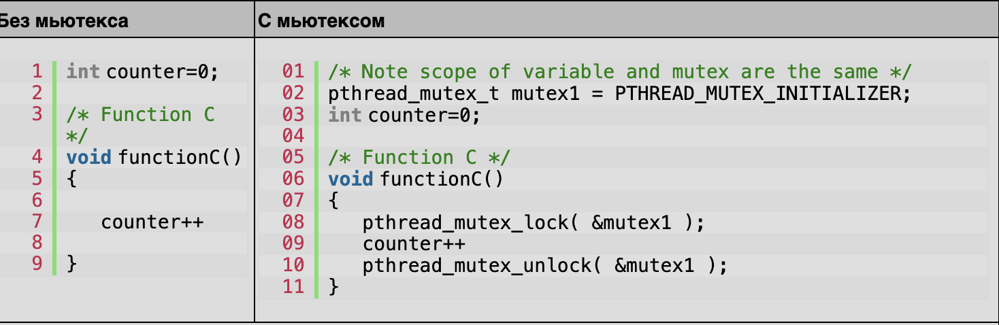 Без мьютекса
1 int counter=0;
2
3 /* Function C
*/
4 void functionC()
5 {
6
7 counter++
8
9 }
С мьютексом
01 /* Note scope of variable and mutex are the same */
02 pthread_mutex_t mutex1 = PTHREAD_MUTEX_INITIALIZER;
03 int counter=0;
04
05 /* Function C */
06 void functionC()
07 {
08 pthread_mutex_lock( &mutex1 );
09 counter++
10 pthread_mutex_unlock( &mutex1 );
11 }